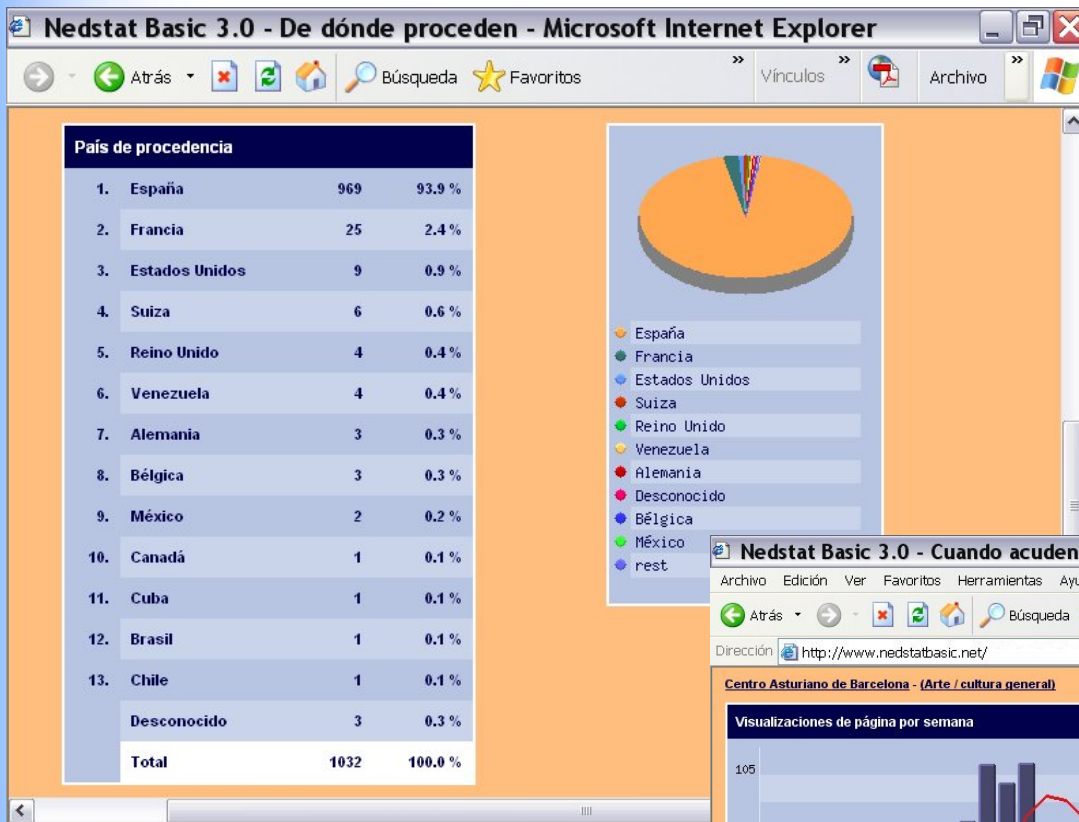 Nedstat Basic 3.0 - De dónde proceden - Microsoft Internet Explorer
Atrás Búsqueda Favoritos » Vínculos » Archivo »
País de procedencia
1. España 969 93.9 %
2. Francia 25 2.4 %
3. Estados Unidos 9 0.9 %
4. Suiza 6 0.6 %
5. Reino Unido 4 0.4 %
6. Venezuela 4 0.4 %
7. Alemania 3 0.3 %
8. Bélgica 3 0.3 %
9. México 2 0.2 %
10. Canadá 1 0.1 %
11. Cuba 1 0.1 %
12. Brasil 1 0.1 %
13. Chile 1 0.1 %
Desconocido 3 0.3 %
Total 1032 100.0 %
España
Francia
Estados Unidos
Suiza
Reino Unido
Venezuela
Alemania
Desconocido
Bélgica
México
rest
Nedstat Basic 3.0 - Cuando acuden
Archivo Edición Ver Favoritos Herramientas Ayu
Atrás Búsqueda
Dirección http://www.nedstatbasic.net/
Centro Asturiano de Barcelona - (Arte / cultura general)
Visualizaciones de página por semana
105